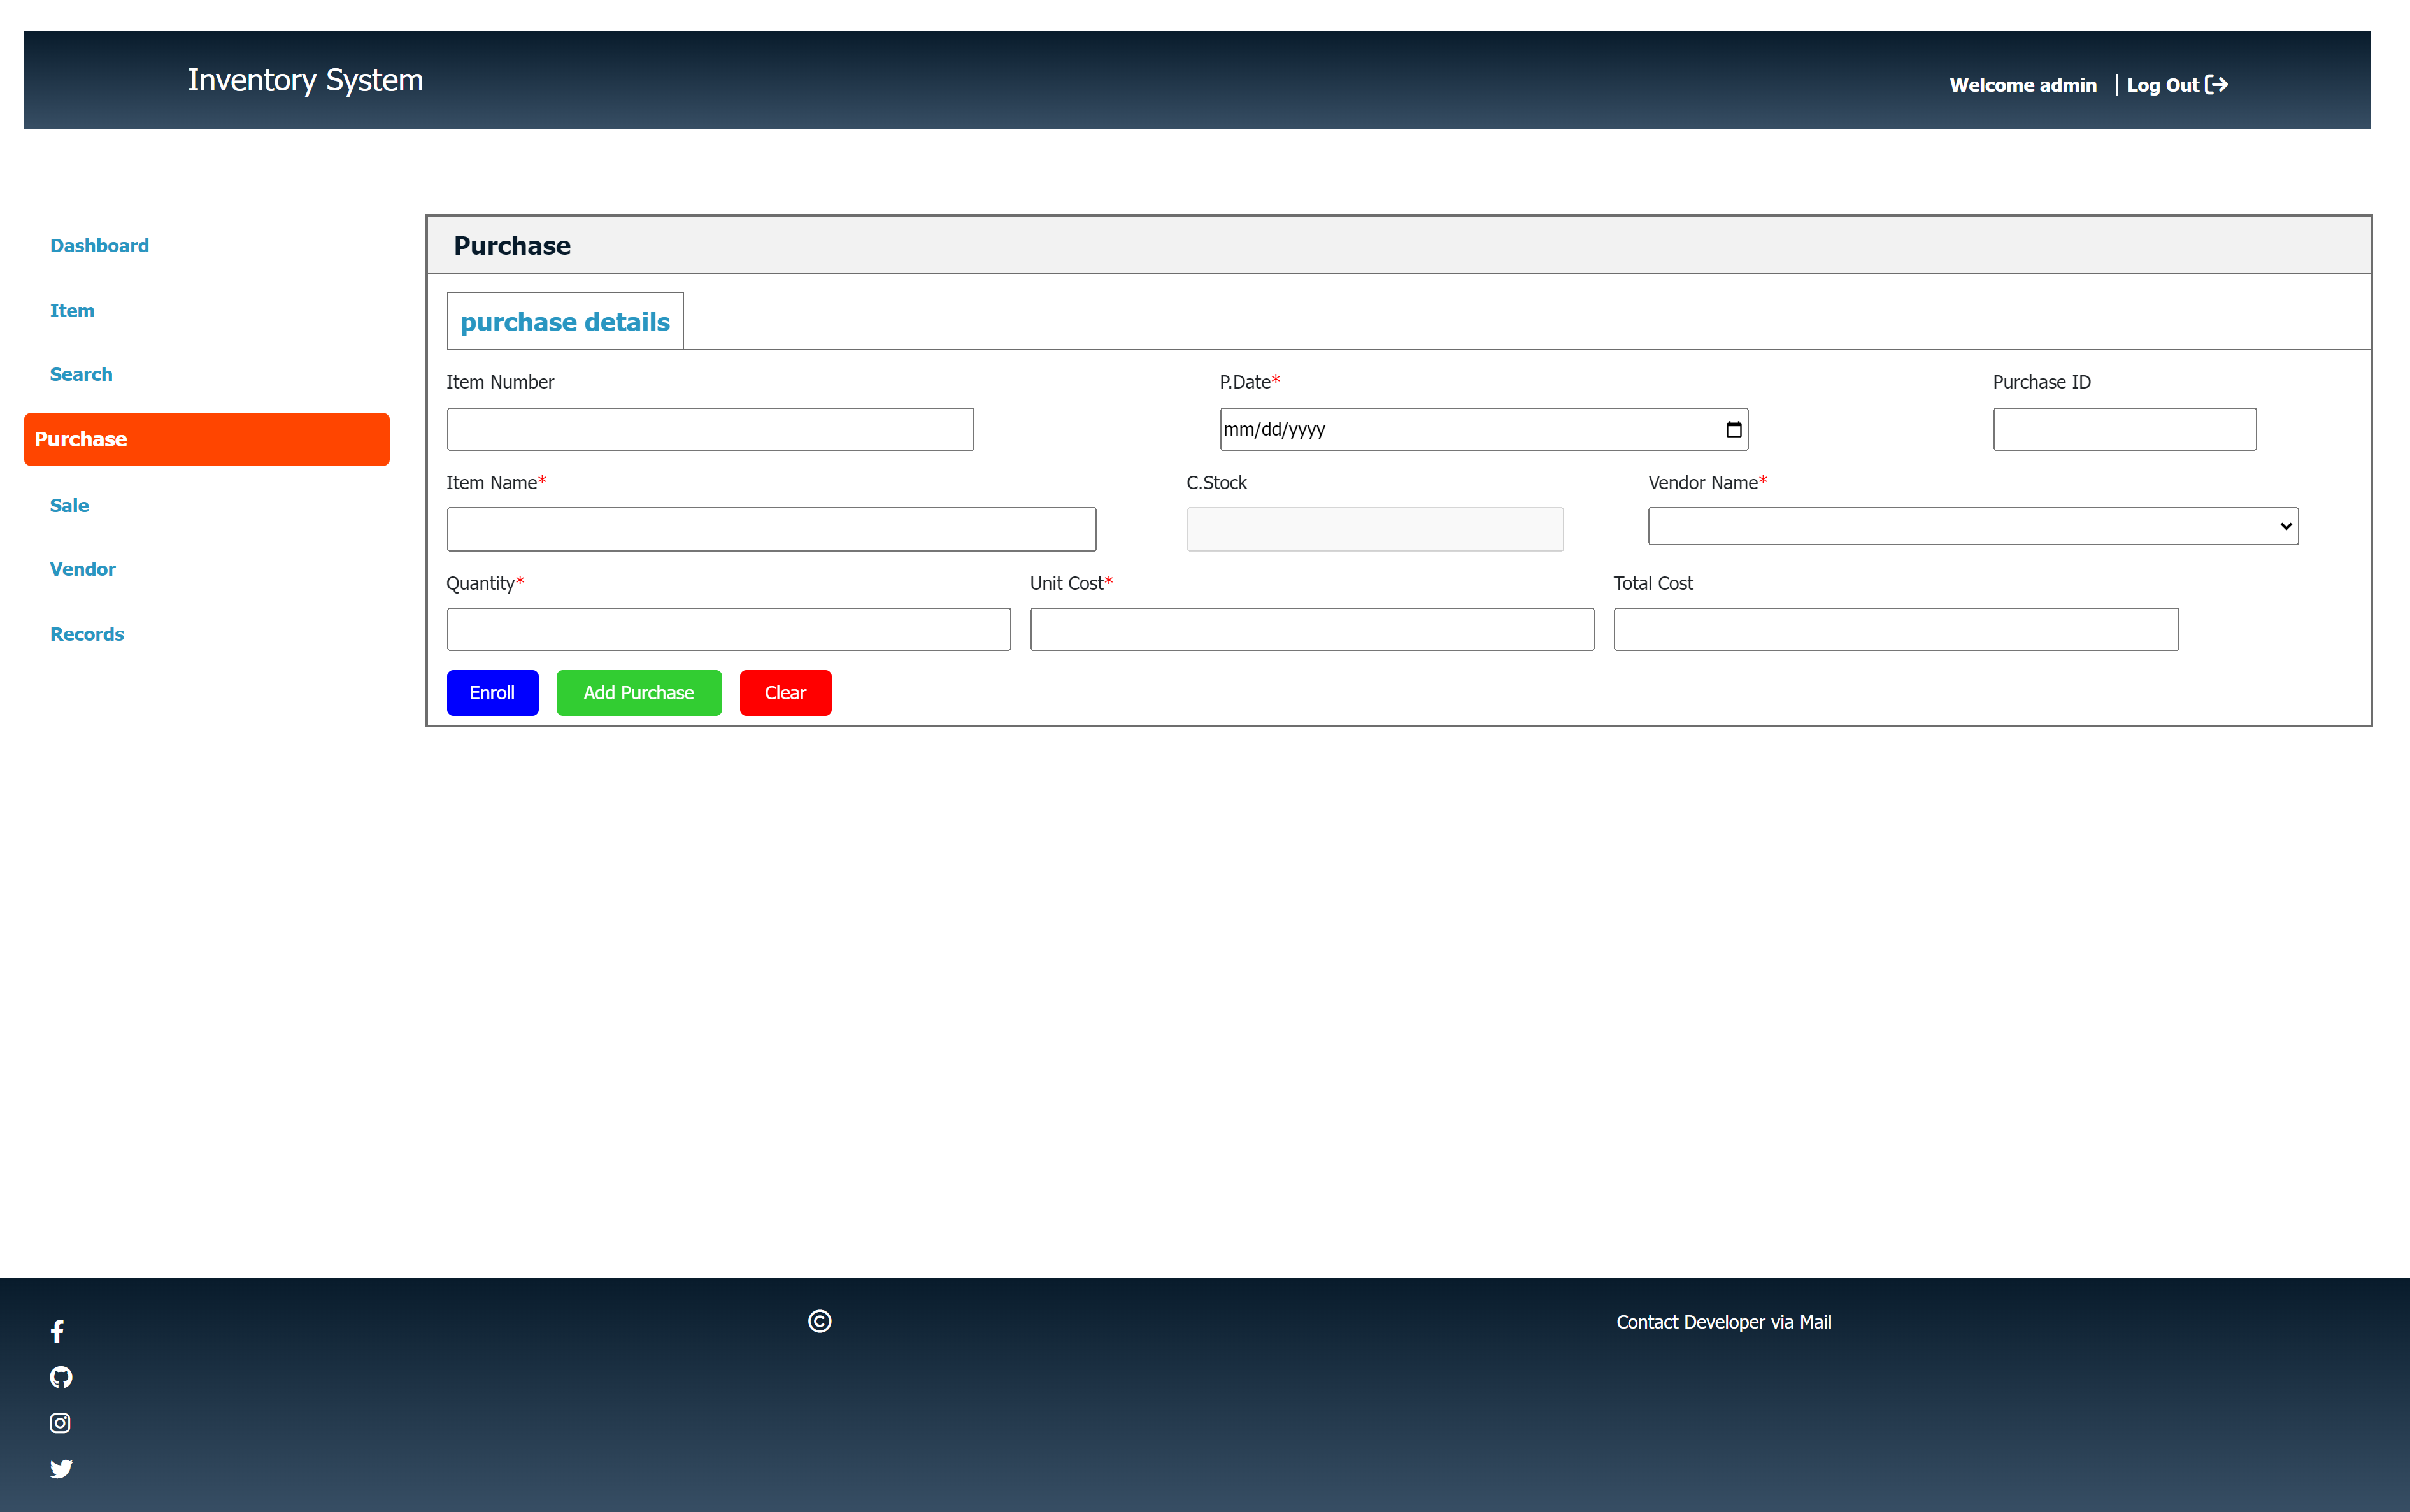 Inventory System
Welcome admin | Log Out
Dashboard
Item
Search
Purchase
Sale
Vendor
Records
Purchase
purchase details
Item Number P.Date* Purchase ID
mm/dd/yyyy
Item Name* C.Stock Vendor Name*
Quantity* Unit Cost* Total Cost
Enroll Add Purchase Clear
©
Contact Developer via Mail